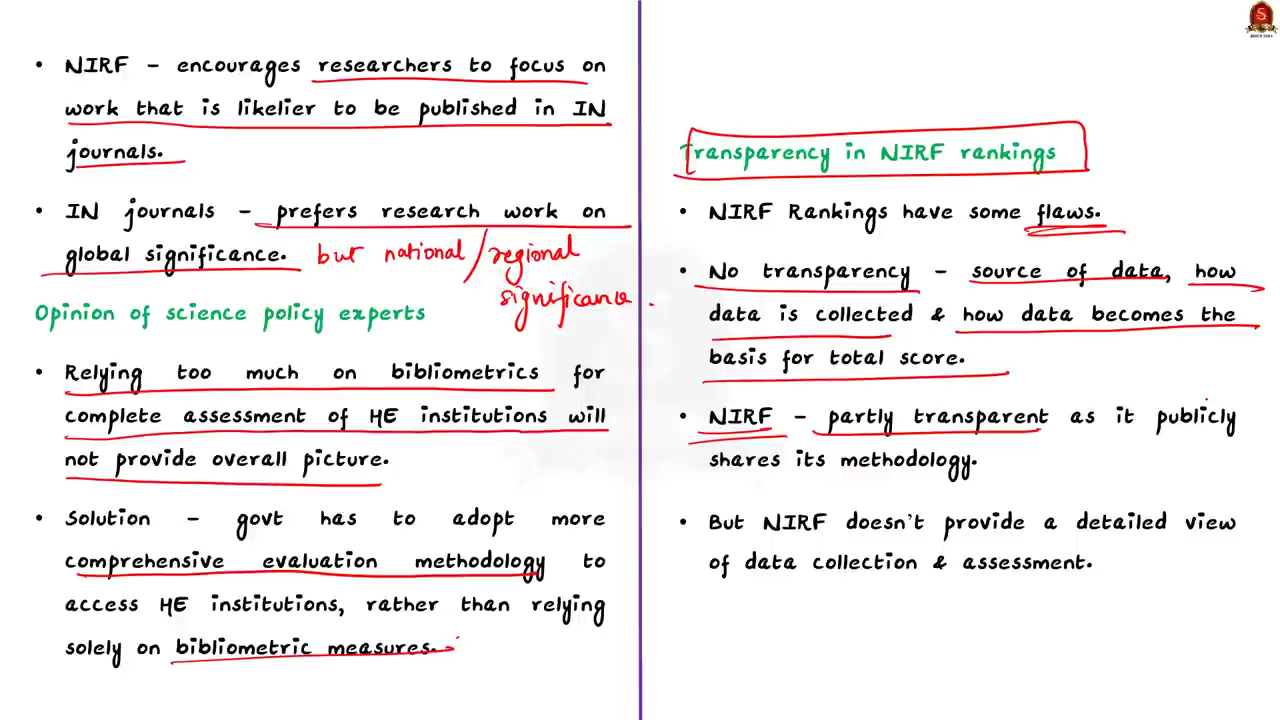 • NIRF - encourages researchers to focus on
work that is likelier to be published in IN
journals.
• IN journals - prefers research work on
global significance. but national/regional
significance.
Opinion of science policy experts
• Relying too much on bibliometrics for
complete assessment of HE institutions will
not provide overall picture.
• Solution - govt has to adopt more
comprehensive evaluation methodology to
access HE institutions, rather than relying
solely on bibliometric measures.
Transparency in NIRF rankings
• NIRF Rankings have some flaws.
• No transparency - source of data, how
data is collected & how data becomes the
basis for total score.
• NIRF - partly transparent as it publicly
shares its methodology.
• But NIRF doesn't provide a detailed view
of data collection & assessment.